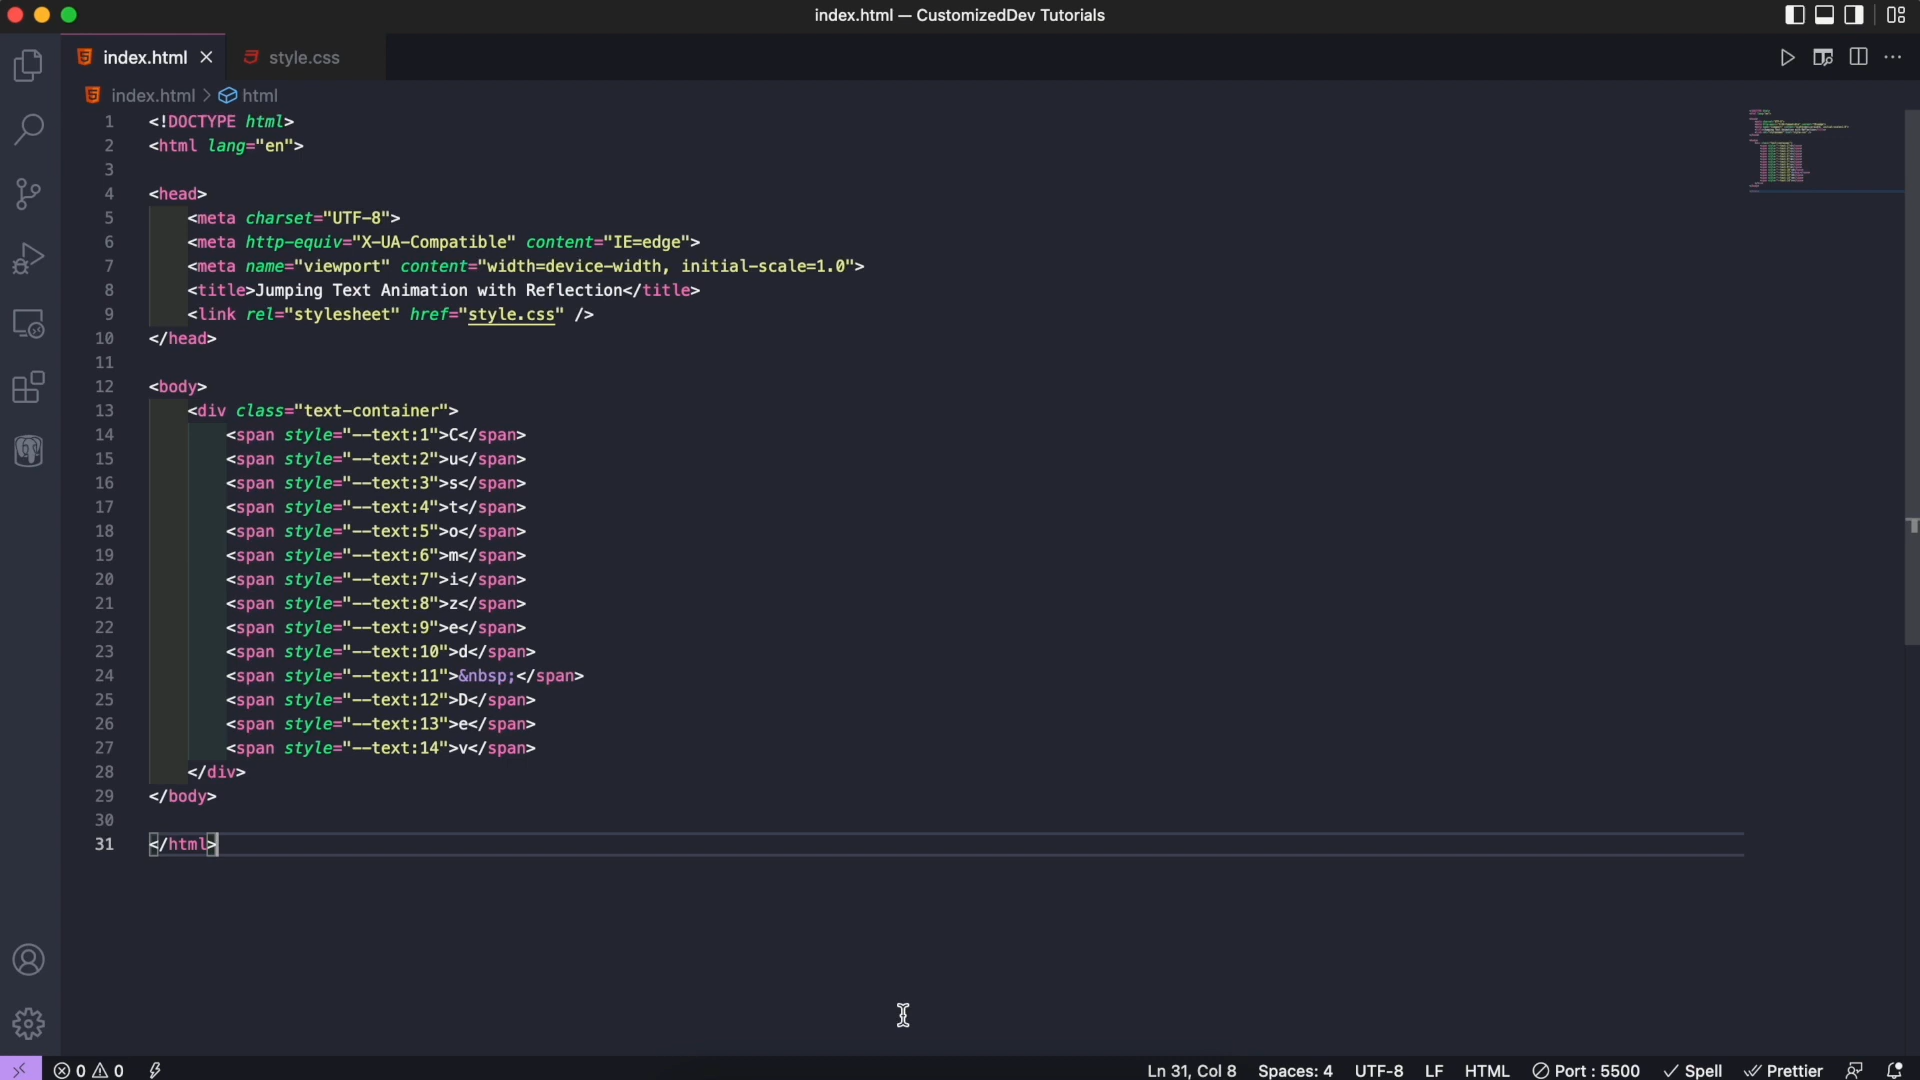 index.html — CustomizedDev Tutorials
index.html
style.css
index.html > html
1 <!DOCTYPE html>
2 <html lang="en">
3
4 <head>
5 <meta charset="UTF-8">
6 <meta http-equiv="X-UA-Compatible" content="IE=edge">
7 <meta name="viewport" content="width=device-width, initial-scale=1.0">
8 <title>Jumping Text Animation with Reflection</title>
9 <link rel="stylesheet" href="style.css" />
10 </head>
11
12 <body>
13 <div class="text-container">
14 <span style="--text:1">C</span>
15 <span style="--text:2">u</span>
16 <span style="--text:3">s</span>
17 <span style="--text:4">t</span>
18 <span style="--text:5">o</span>
19 <span style="--text:6">m</span>
20 <span style="--text:7">i</span>
21 <span style="--text:8">z</span>
22 <span style="--text:9">e</span>
23 <span style="--text:10">d</span>
24 <span style="--text:11">&nbsp;</span>
25 <span style="--text:12">D</span>
26 <span style="--text:13">e</span>
27 <span style="--text:14">v</span>
28 </div>
29 </body>
30
31 </html>
0 0 Ln 31, Col 8 Spaces: 4 UTF-8 LF HTML Port : 5500 Spell Prettier